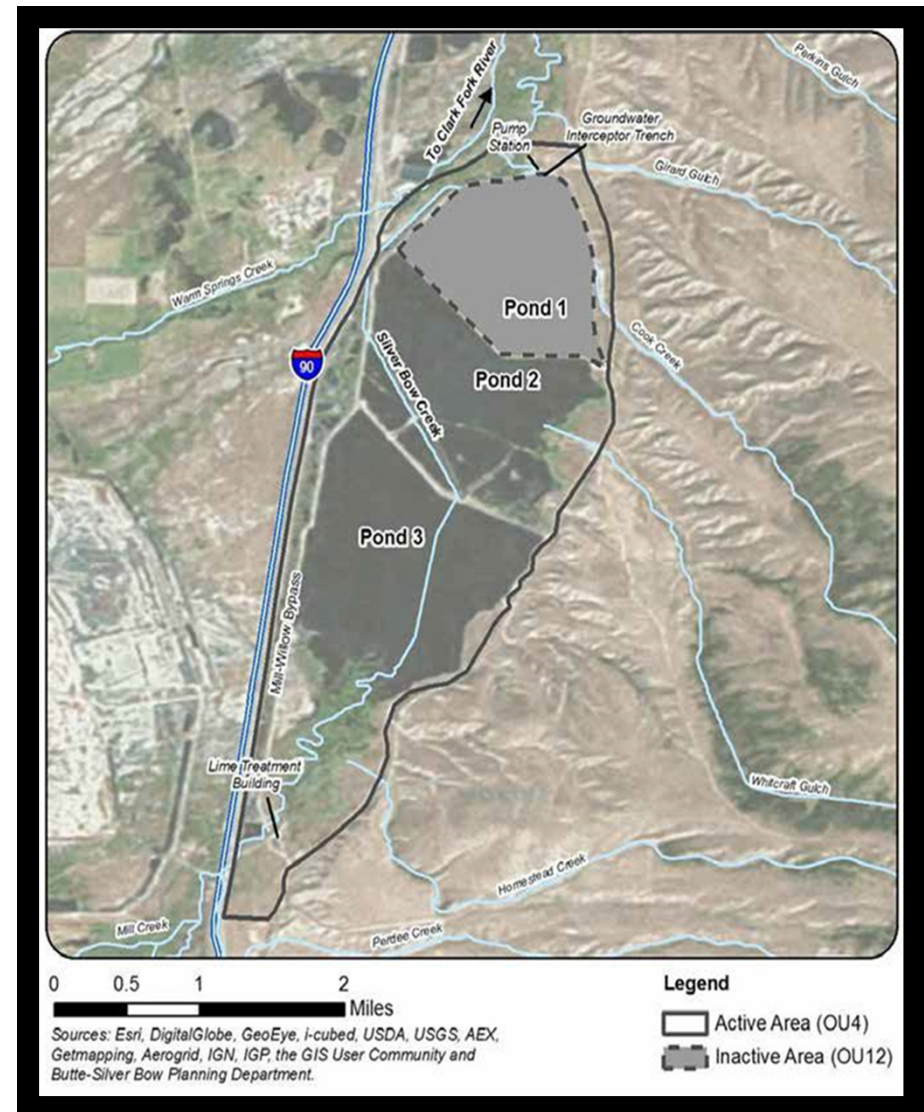 Perkins Gulch
To Clark Fork River
Pump
Station
Groundwater
Interceptor Trench
Girard Gulch
Warm Springs Creek
Pond 1
Cook Creek
90
Silver Bow Creek
Pond 2
Pond 3
Mill-Willow Bypass
Lime Treatment
Building
Whitcraft Gulch
Homestead Creek
Mill Creek
Perdee Creek
0 0.5 1 2
Miles
Sources: Esri, DigitalGlobe, GeoEye, i-cubed, USDA, USGS, AEX,
Getmapping, Aerogrid, IGN, IGP, the GIS User Community and
Butte-Silver Bow Planning Department.
Legend
Active Area (OU4)
Inactive Area (OU12)